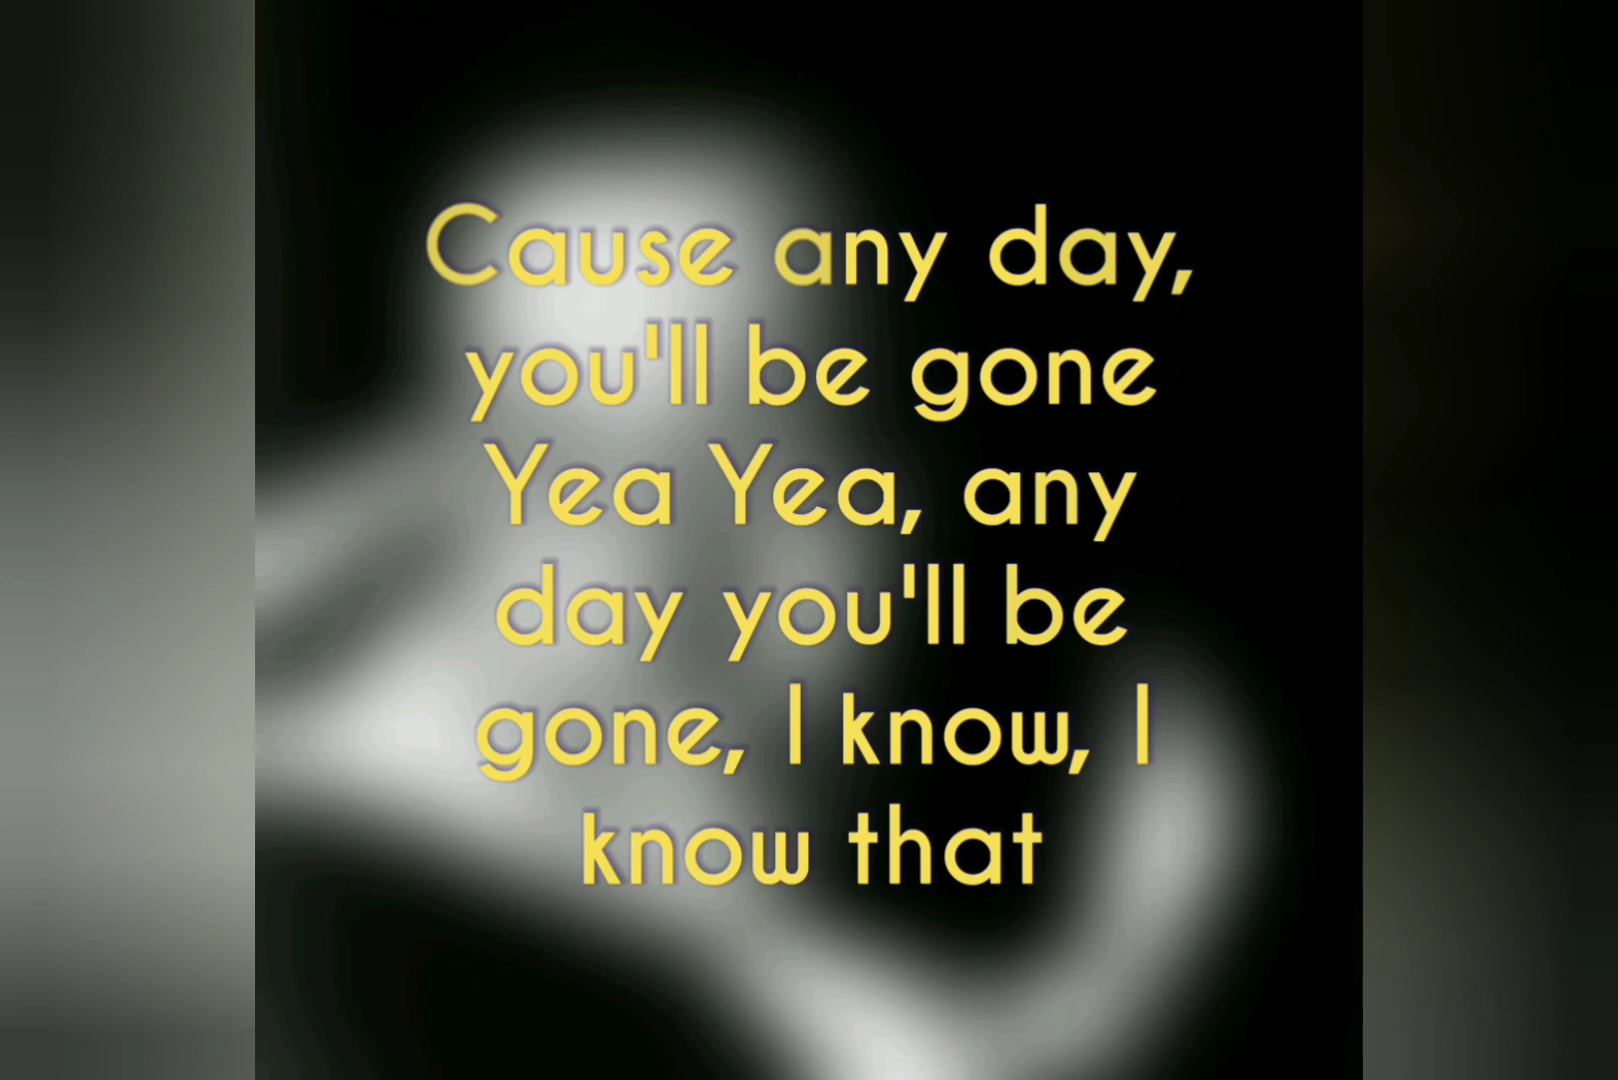 Cause any day,
you'll be gone
Yea Yea, any
day you'll be
gone, I know, I
know that